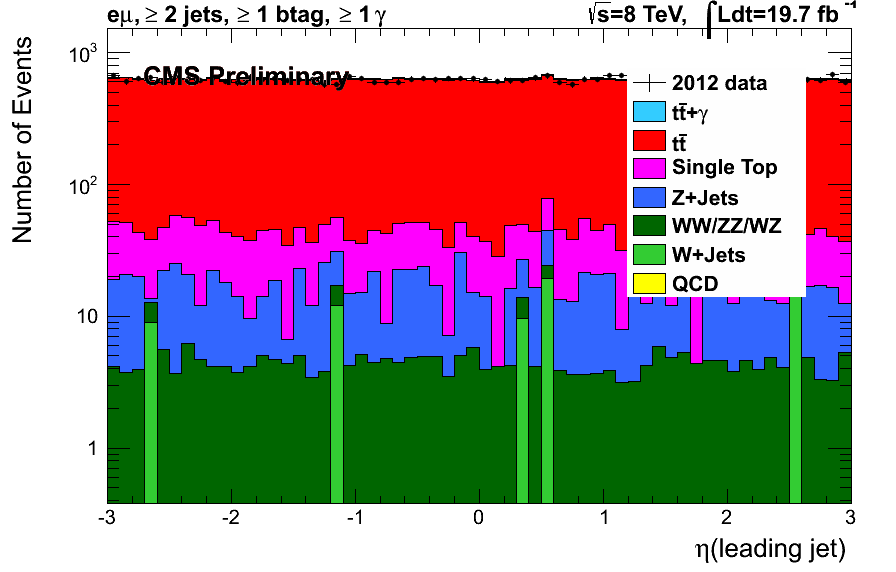 eμ, ≥ 2 jets, ≥ 1 btag, ≥ 1 γ
√s=8 TeV, ∫Ldt=19.7 fb⁻¹
Number of Events
CMS Preliminary
2012 data
tt̄+γ
tt̄
Single Top
Z+Jets
WW/ZZ/WZ
W+Jets
QCD
10³
10²
10
1
-3 -2 -1 0 1 2 3
η(leading jet)